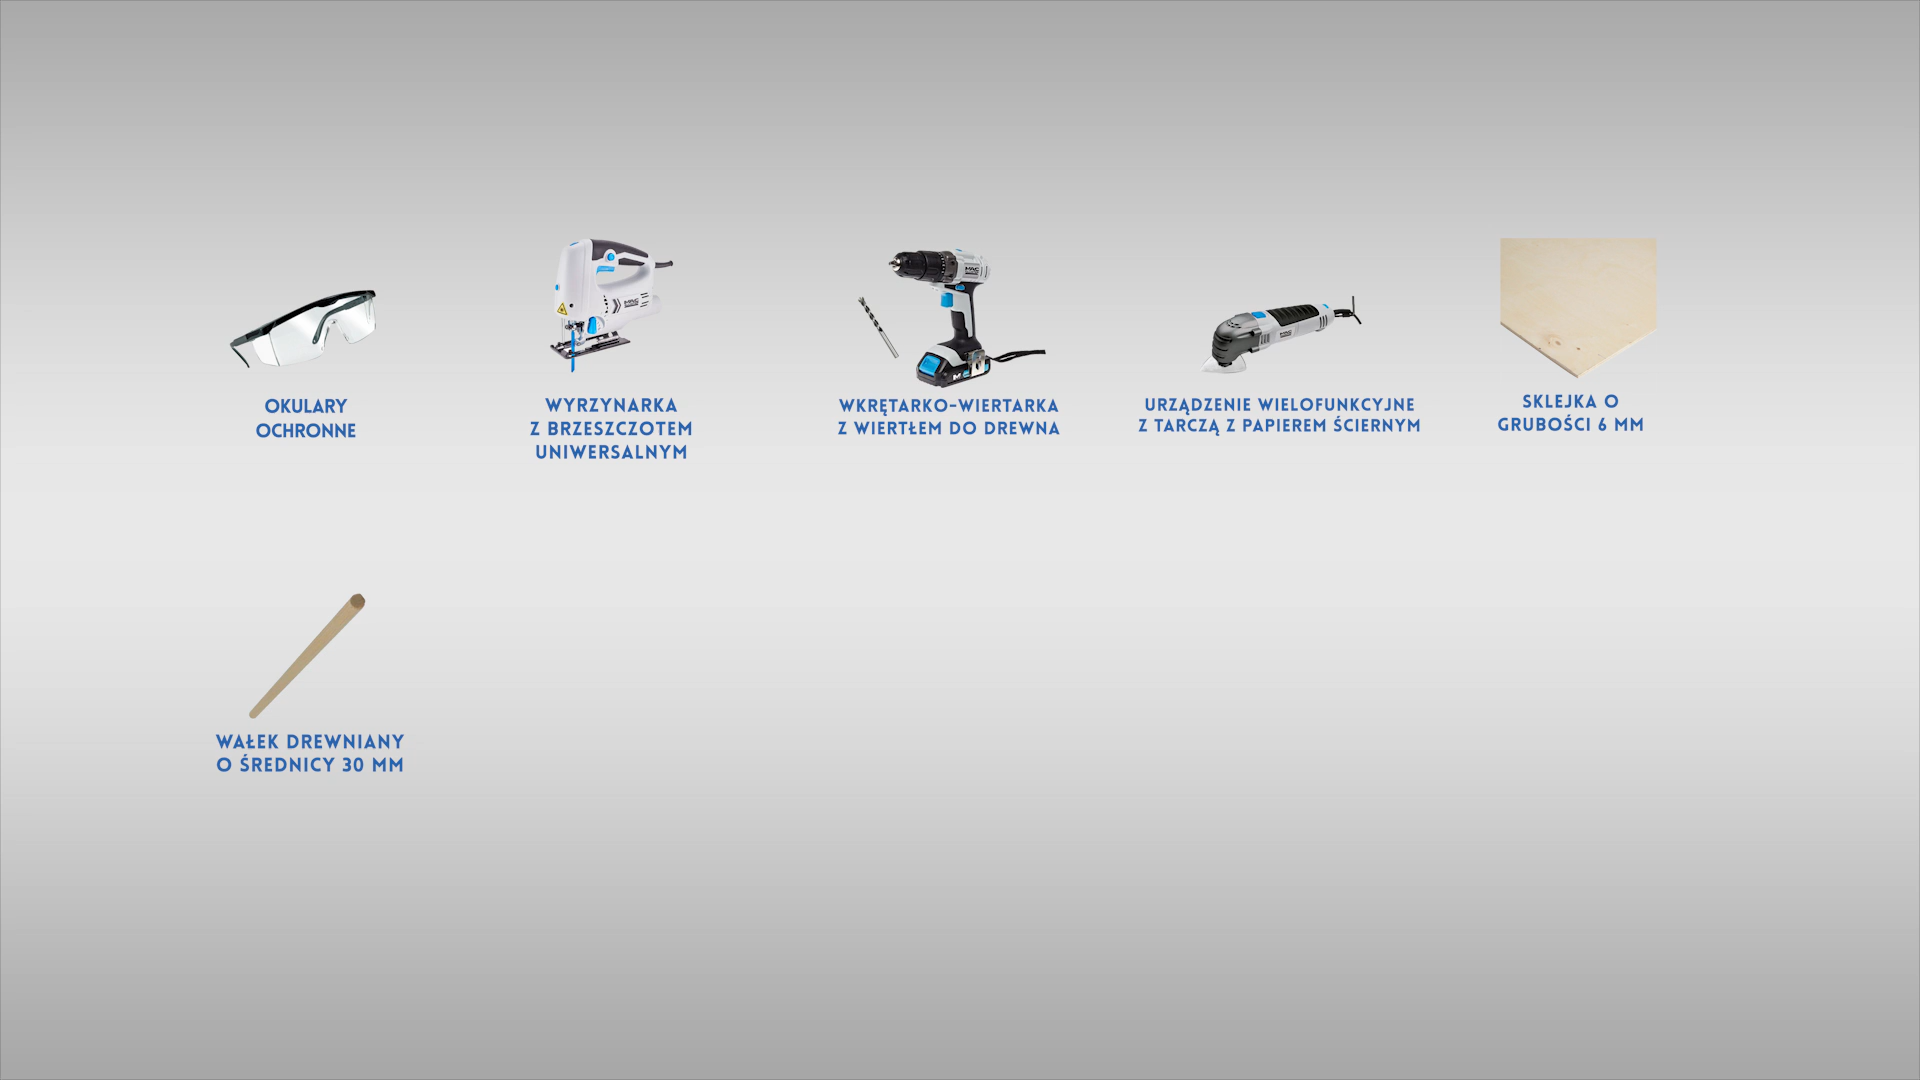 OKULARY
OCHRONNE
WYRZYNARKA
Z BRZESZCZOTEM
UNIWERSALNYM
WKRĘTARKO-WIERTARKA
Z WIERTŁEM DO DREWNA
URZĄDZENIE WIELOFUNKCYJNE
Z TARCZĄ Z PAPIEREM ŚCIERNYM
SKLEJKA O
GRUBOŚCI 6 MM
WAŁEK DREWNIANY
O ŚREDNICY 30 MM